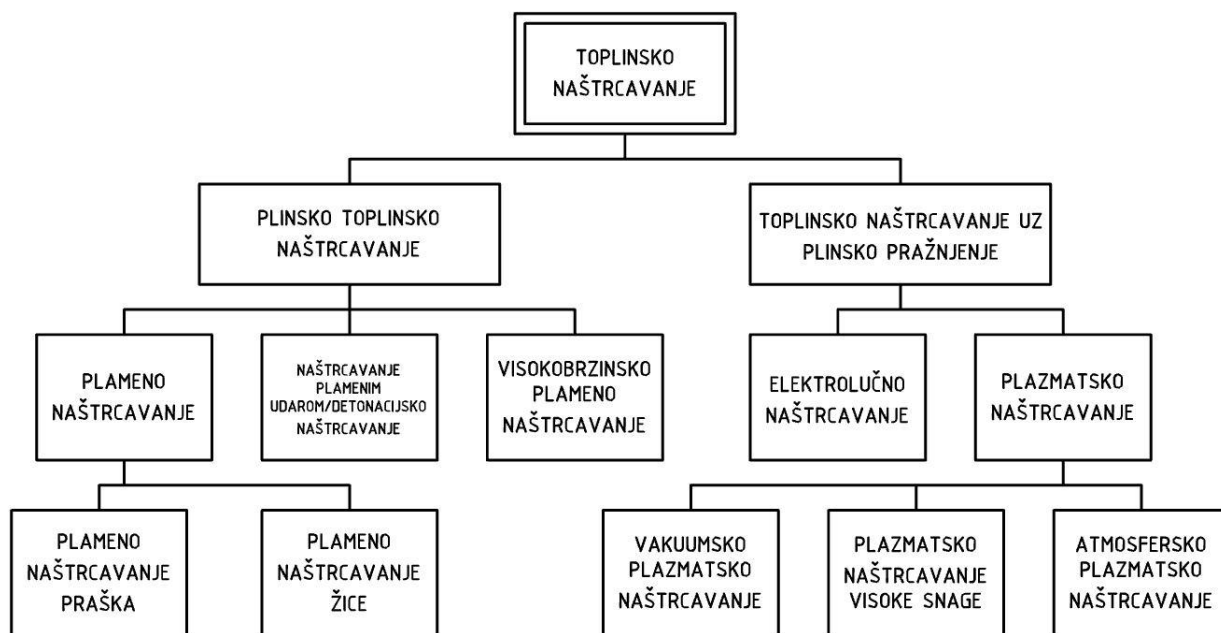 TOPLINSKO
NAŠTRCAVANJE
PLINSKO TOPLINSKO
NAŠTRCAVANJE
TOPLINSKO NAŠTRCAVANJE UZ
PLINSKO PRAŽNJENJE
PLAMENO
NAŠTRCAVANJE
NAŠTRCAVANJE
PLAMENIM
UDAROM/DETONACIJSKO
NAŠTRCAVANJE
VISOKOBRZINSKO
PLAMENO
NAŠTRCAVANJE
ELEKTROLUČNO
NAŠTRCAVANJE
PLAZMATSKO
NAŠTRCAVANJE
PLAMENO
NAŠTRCAVANJE
PRAŠKA
PLAMENO
NAŠTRCAVANJE
ŽICE
VAKUUMSKO
PLAZMATSKO
NAŠTRCAVANJE
PLAZMATSKO
NAŠTRCAVANJE
VISOKE SNAGE
ATMOSFERSKO
PLAZMATSKO
NAŠTRCAVANJE